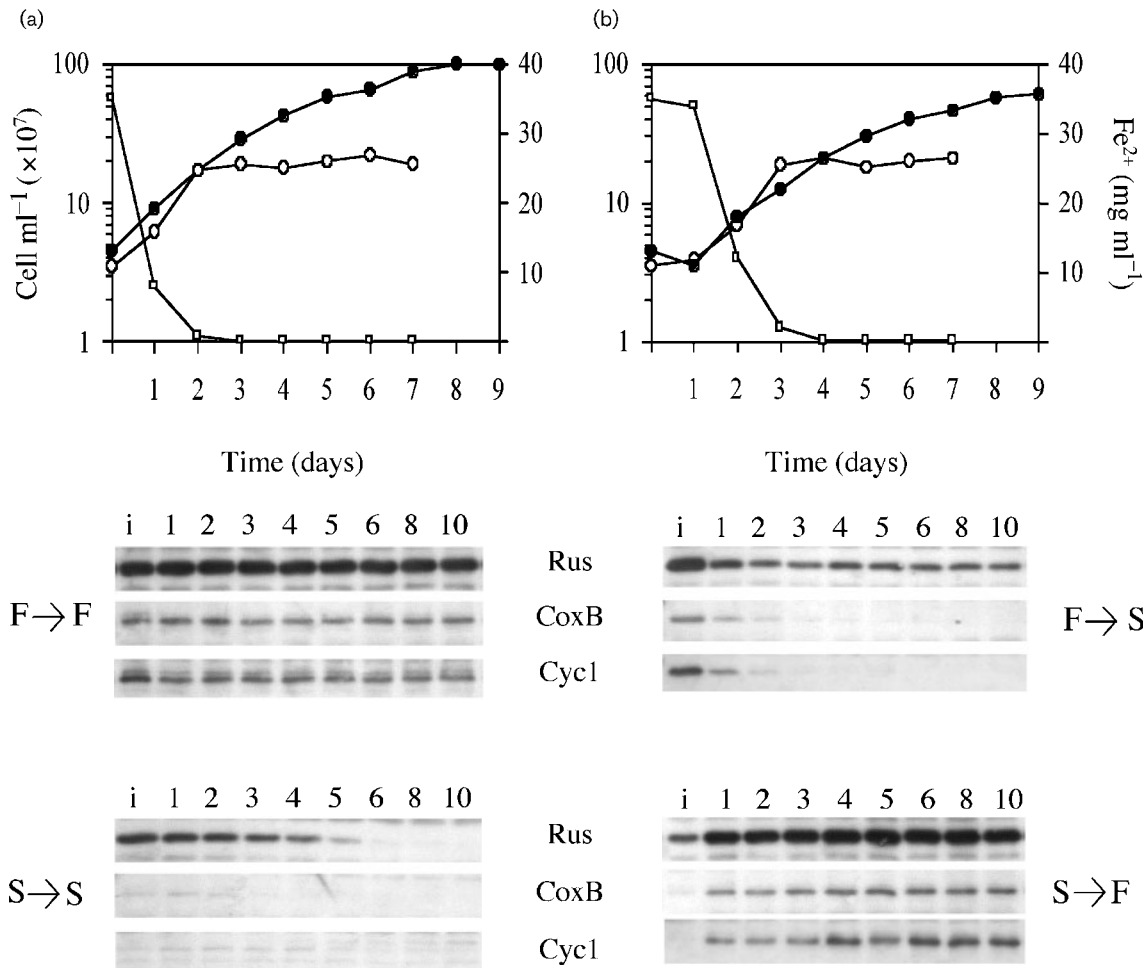 (a)
(b)
100
10
1
40
30
20
10
Cell ml⁻¹ (×10⁷)
1 2 3 4 5 6 7 8 9
Time (days)
100
10
1
40
30
20
10
Fe²⁺ (mg ml⁻¹)
1 2 3 4 5 6 7 8 9
Time (days)
i 1 2 3 4 5 6 8 10
i 1 2 3 4 5 6 8 10
Rus
F → F
CoxB
F → S
Cyc1
i 1 2 3 4 5 6 8 10
i 1 2 3 4 5 6 8 10
Rus
S → S
CoxB
S → F
Cyc1